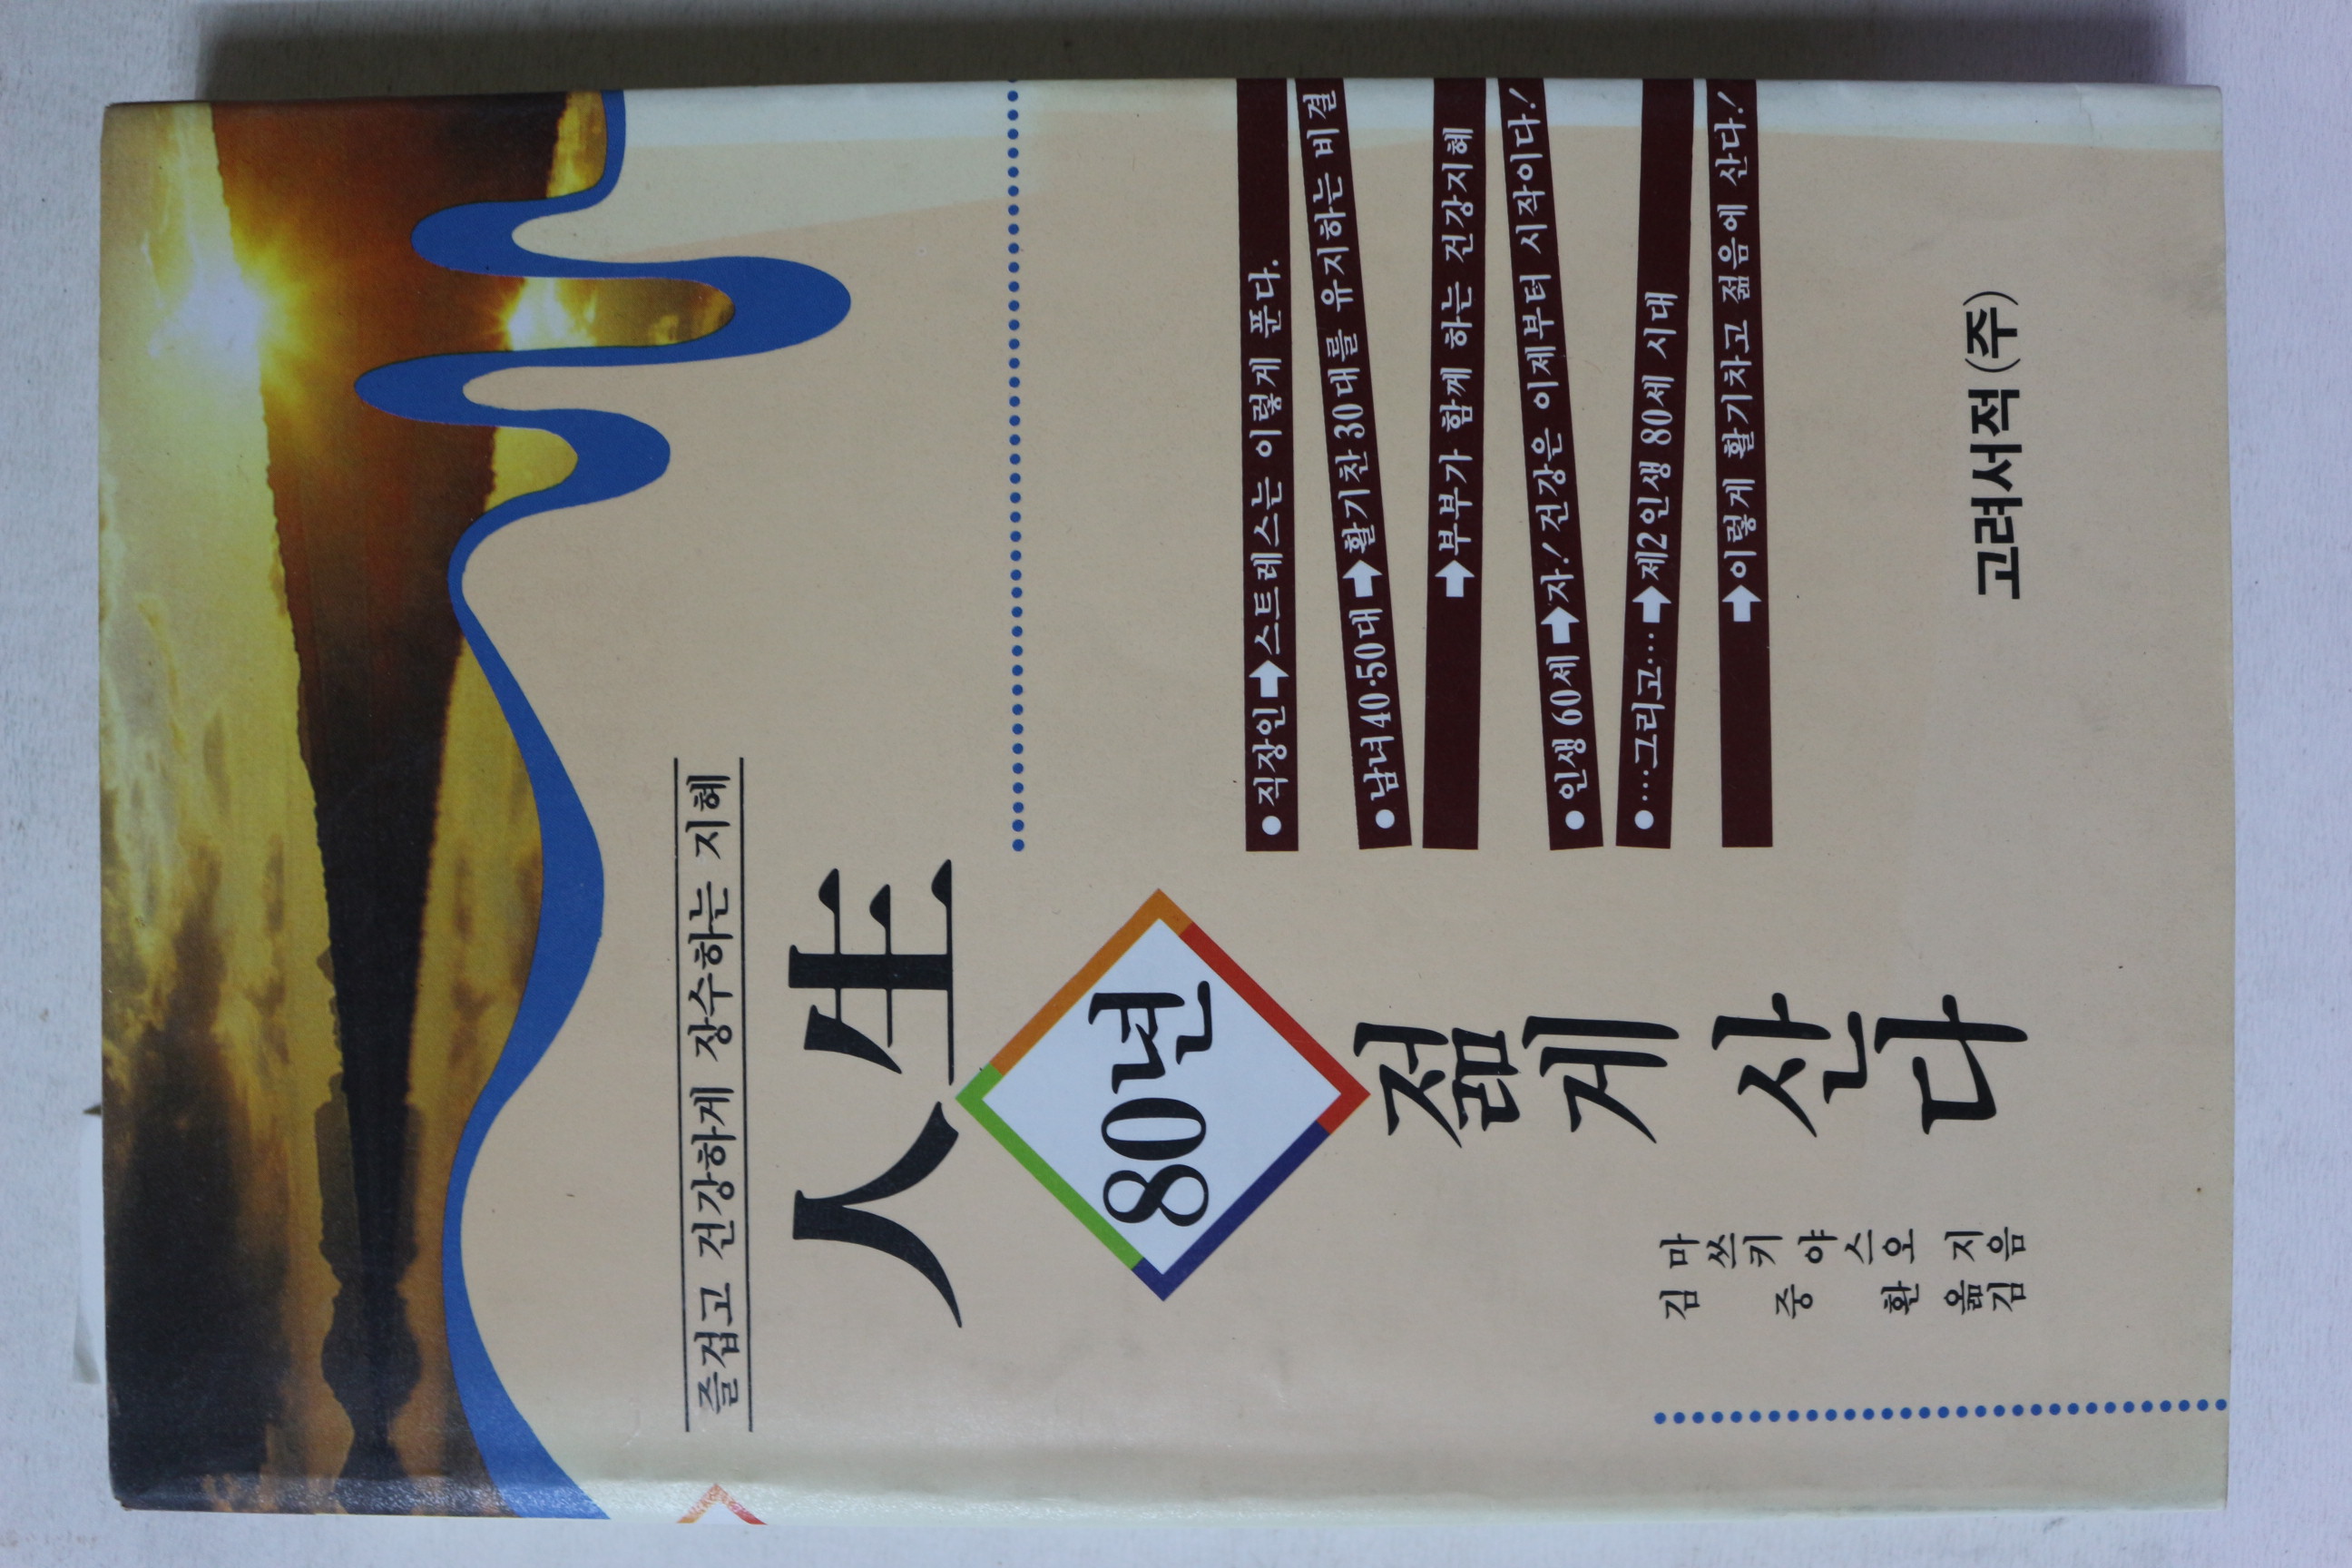 즐겁고 건강하게 장수하는 지혜
人生
80년
젊게 산다
마쓰키 야스오 지음
김중환 옮김
●직장인➡스트레스는 이렇게 푼다.
●남녀40·50대➡활기찬30대를 유지하는 비결
➡부부가 함께 하는 건강지혜
●인생60세➡자!건강은 이제부터 시작이다!
●…그리고…➡제2인생 80세 시대
➡이렇게 활기차고 젊음에 산다!
고려서적(주)